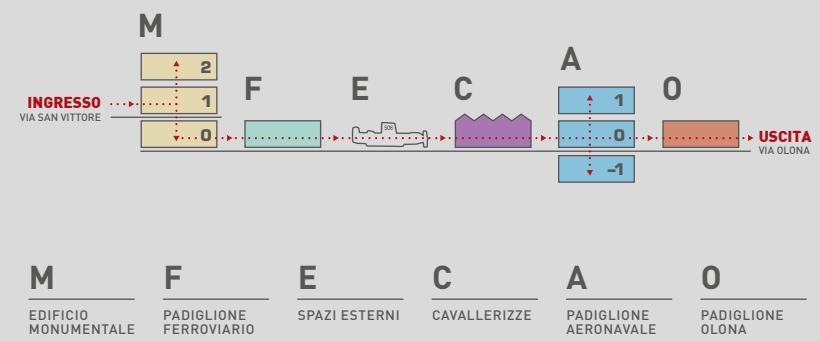 M
2
F
E
C
A
O
INGRESSO
VIA SAN VITTORE
1
1
0
506
0
USCITA
VIA OLONA
-1
M
F
E
C
A
O
EDIFICIO
MONUMENTALE
PADIGLIONE
FERROVIARIO
SPAZI ESTERNI
CAVALLERIZZE
PADIGLIONE
AERONAVALE
PADIGLIONE
OLONA